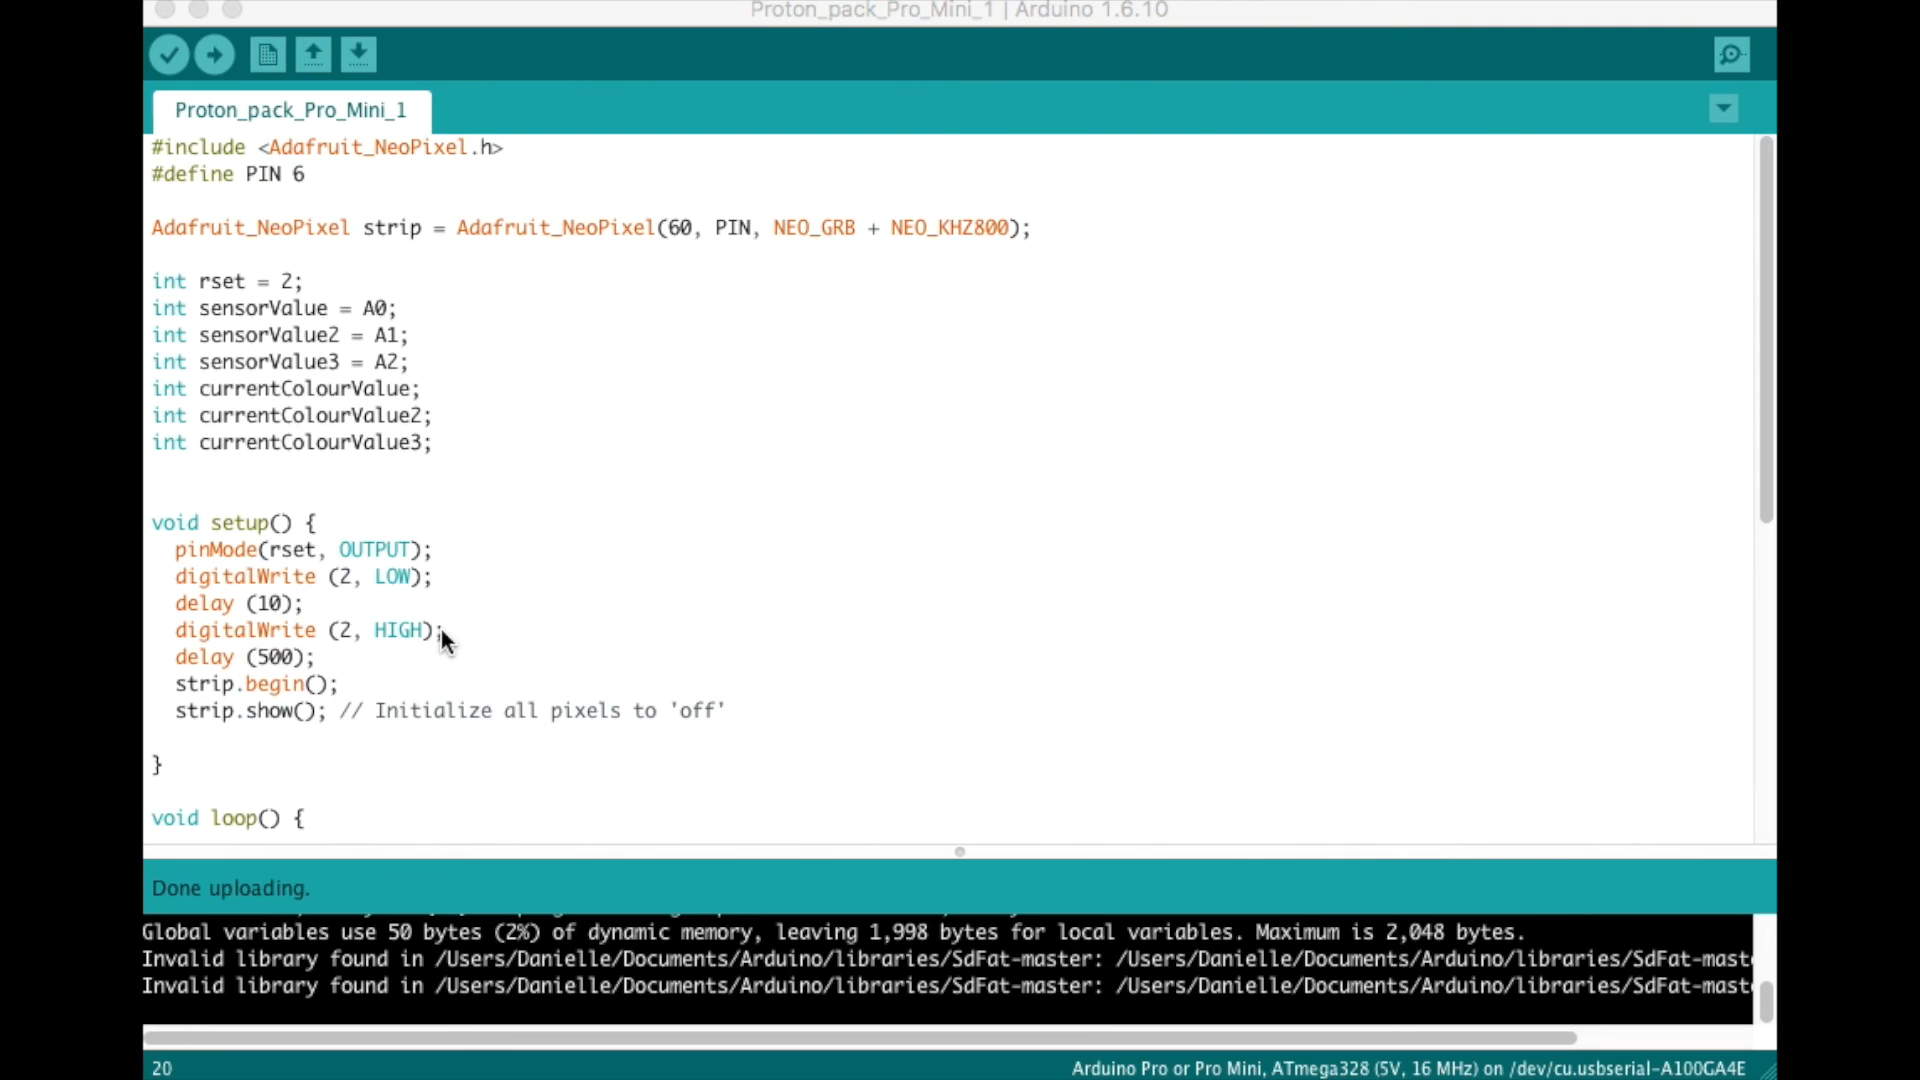 Proton_pack_Pro_Mini_1 | Arduino 1.6.10
Proton_pack_Pro_Mini_1
#include <Adafruit_NeoPixel.h>
#define PIN 6
Adafruit_NeoPixel strip = Adafruit_NeoPixel(60, PIN, NEO_GRB + NEO_KHZ800);
int rset = 2;
int sensorValue = A0;
int sensorValue2 = A1;
int sensorValue3 = A2;
int currentColourValue;
int currentColourValue2;
int currentColourValue3;
void setup() {
pinMode(rset, OUTPUT);
digitalWrite (2, LOW);
delay (10);
digitalWrite (2, HIGH);
delay (500);
strip.begin();
strip.show(); // Initialize all pixels to 'off'
}
void loop() {
Done uploading.
Global variables use 50 bytes (2%) of dynamic memory, leaving 1,998 bytes for local variables. Maximum is 2,048 bytes.
Invalid library found in /Users/Danielle/Documents/Arduino/libraries/SdFat-master: /Users/Danielle/Documents/Arduino/libraries/SdFat-mast
Invalid library found in /Users/Danielle/Documents/Arduino/libraries/SdFat-master: /Users/Danielle/Documents/Arduino/libraries/SdFat-mast
20 Arduino Pro or Pro Mini, ATmega328 (5V, 16 MHz) on /dev/cu.usbserial-A100GA4E